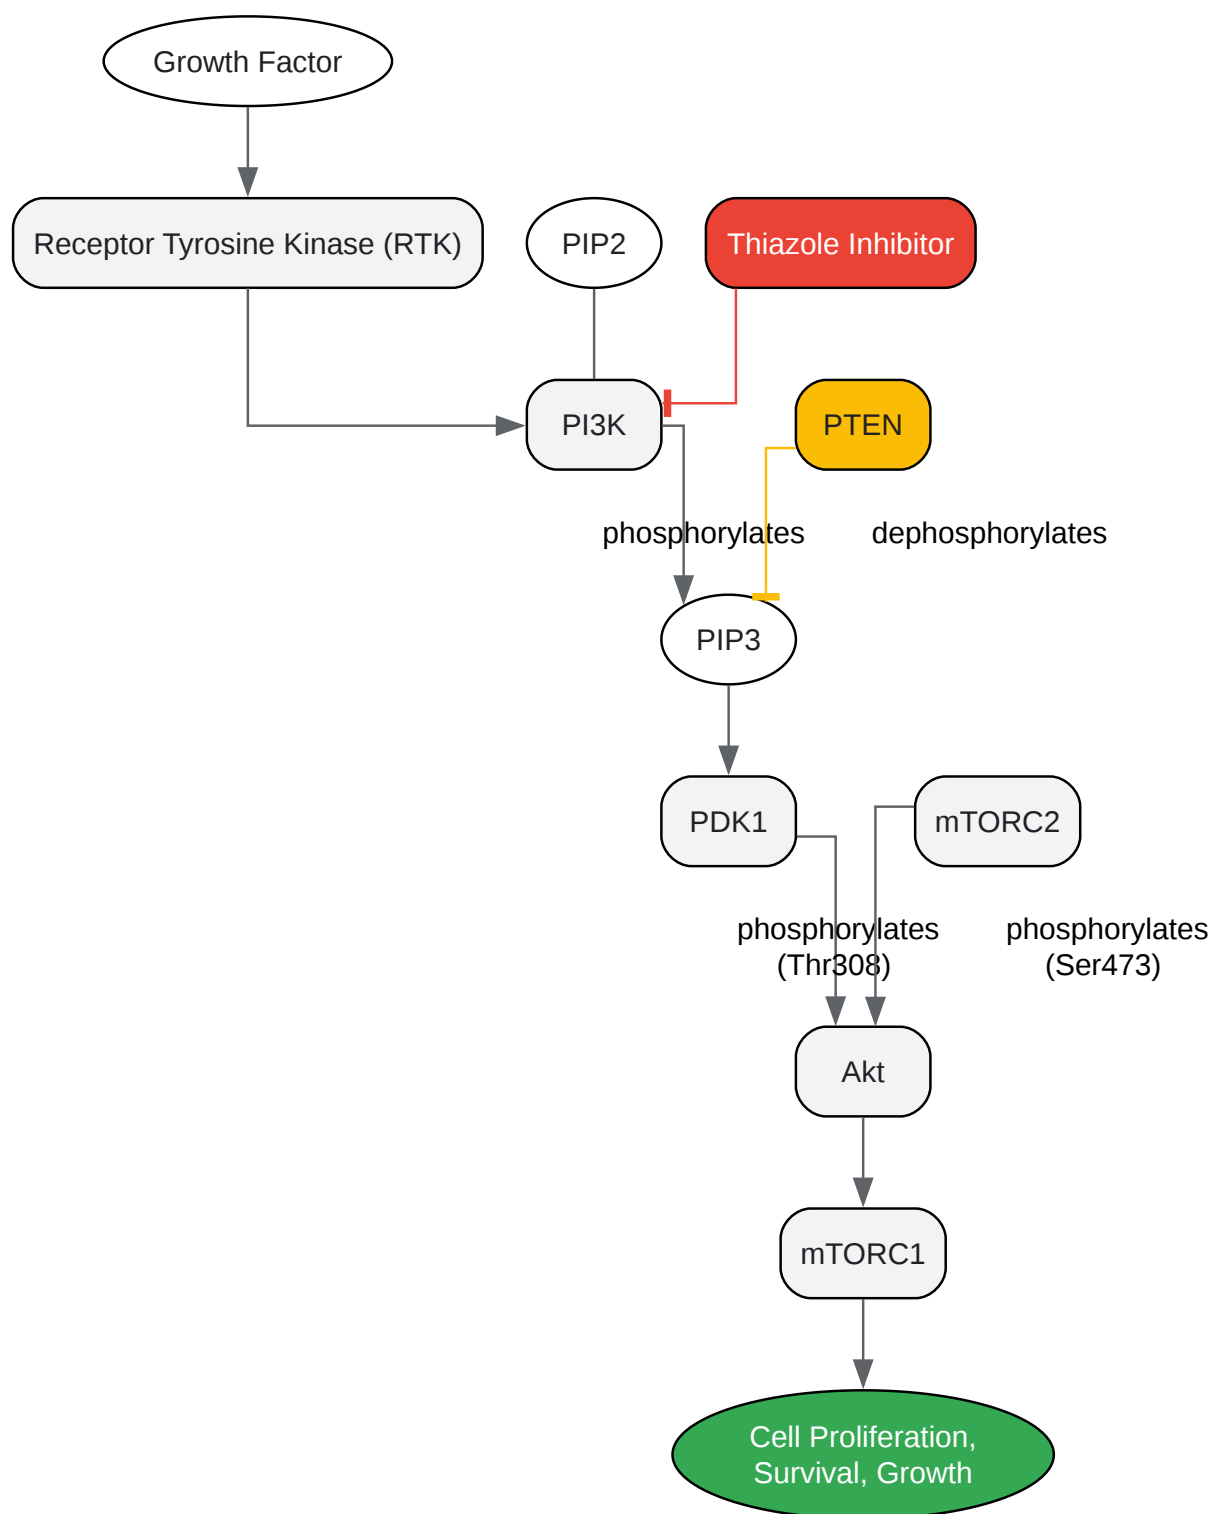 Growth Factor
Receptor Tyrosine Kinase (RTK)
PIP2
Thiazole Inhibitor
PI3K
PTEN
phosphorylates
dephosphorylates
PIP3
PDK1
mTORC2
phosphorylates
(Thr308)
phosphorylates
(Ser473)
Akt
mTORC1
Cell Proliferation,
Survival, Growth